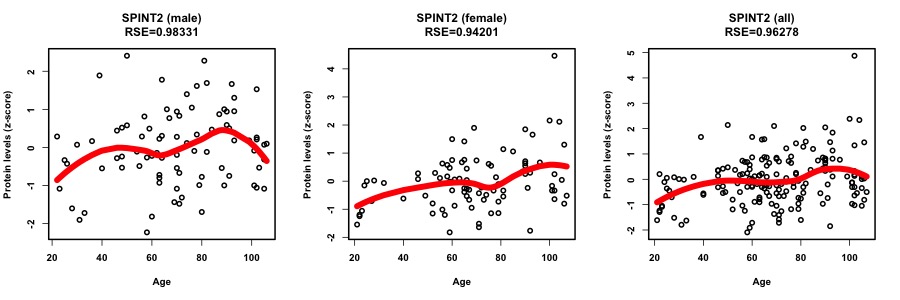 SPINT2 (male)
RSE=0.98331
Protein levels (z-score)
2
1
0
-1
-2
20 40 60 80 100
Age
SPINT2 (female)
RSE=0.94201
Protein levels (z-score)
4
3
2
1
0
-1
-2
20 40 60 80 100
Age
SPINT2 (all)
RSE=0.96278
Protein levels (z-score)
5
4
3
2
1
0
-1
-2
20 40 60 80 100
Age